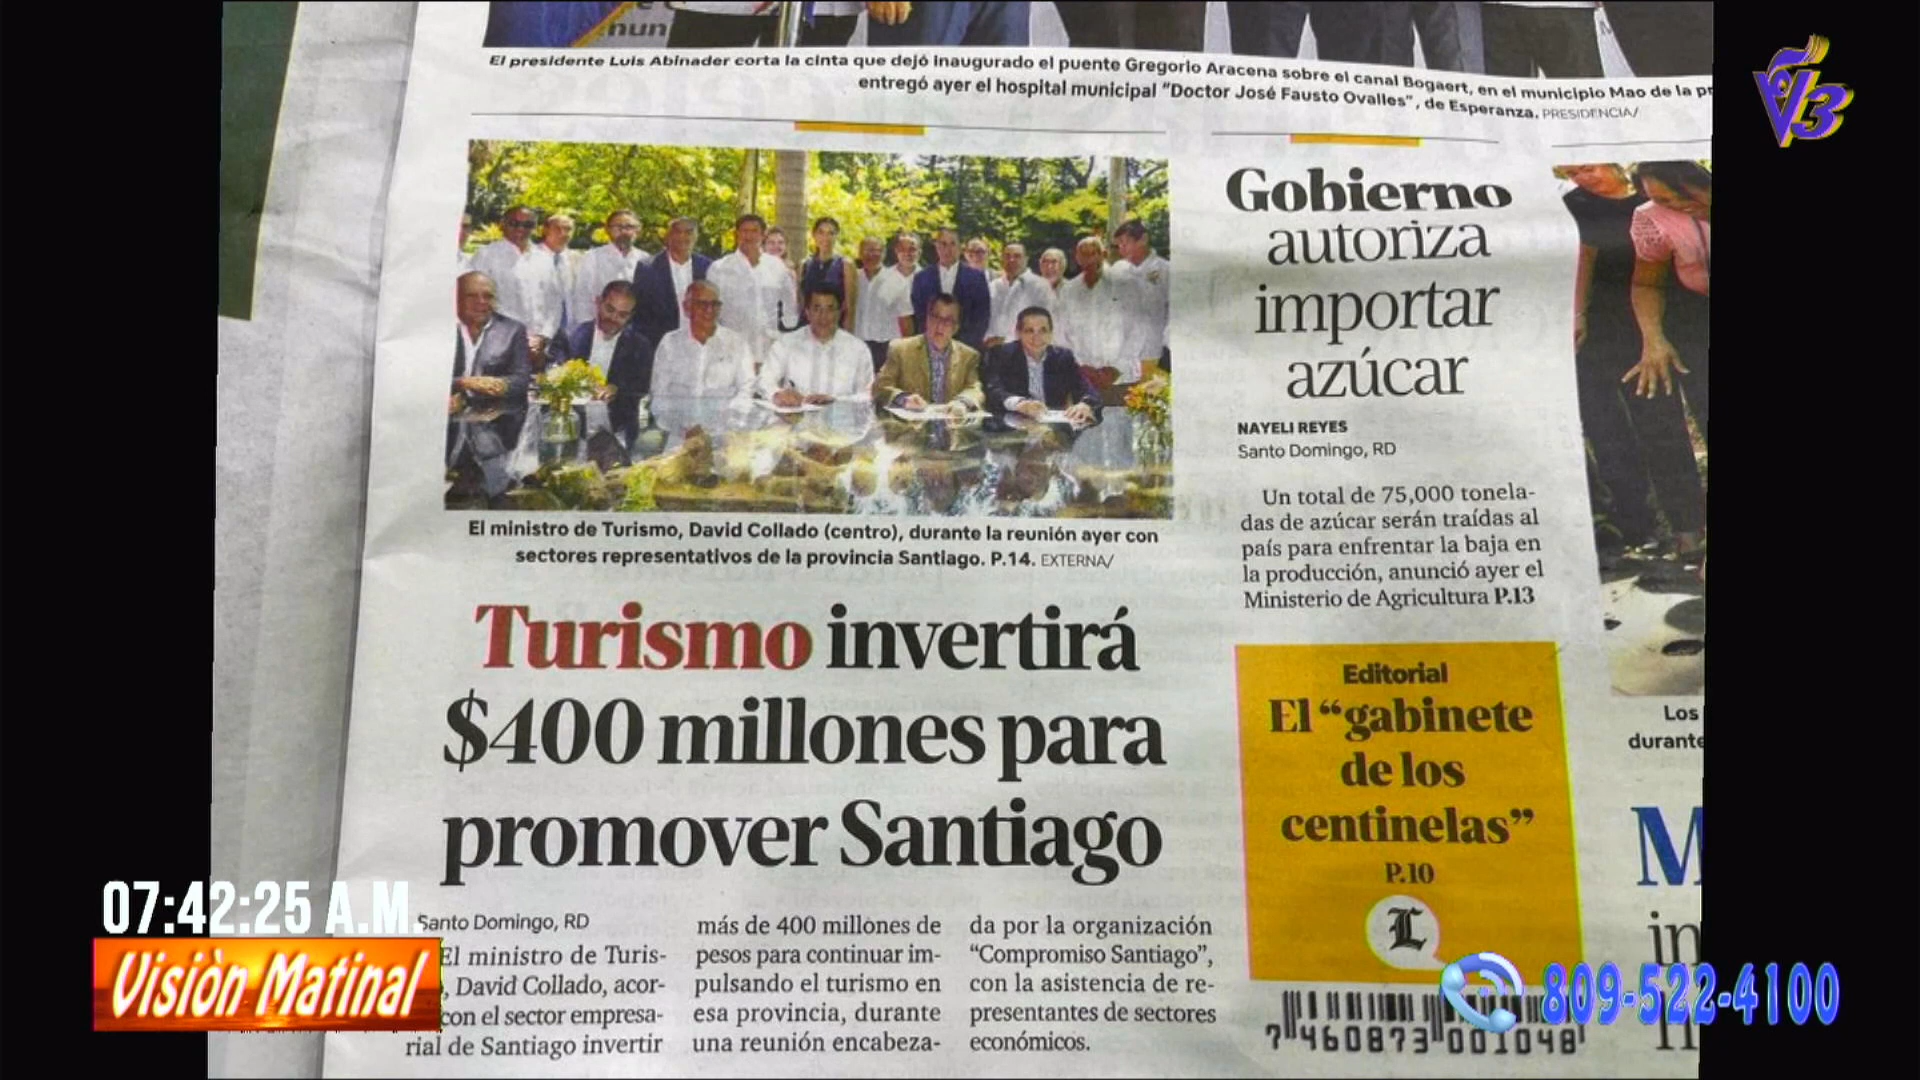 nun
El presidente Luis Abinader corta la cinta que dejó inaugurado el puente Gregorio Aracena sobre el canal Bogaert, en el municipio Mao de la
entregó ayer el hospital municipal “Doctor José Fausto Ovalles”, de Esperanza. PRESIDENCIA/
V3
El ministro de Turismo, David Collado (centro), durante la reunión ayer con
sectores representativos de la provincia Santiago. P.14. EXTERNA/
Turismo invertirá
$400 millones para
promover Santiago
Santo Domingo, RD
El ministro de Turis-
, David Collado, acor-
con el sector empresa-
rial de Santiago invertir
más de 400 millones de
pesos para continuar im-
pulsando el turismo en
esa provincia, durante
una reunión encabeza-
da por la organización
“Compromiso Santiago”,
con la asistencia de re-
presentantes de sectores
económicos.
Gobierno
autoriza
importar
azúcar
NAYELI REYES
Santo Domingo, RD
Un total de 75,000 tonela-
das de azúcar serán traídas al
país para enfrentar la baja en
la producción, anunció ayer el
Ministerio de Agricultura P.13
Editorial
El “gabinete
de los
centinelas”
P.10
L
7 460873 001048
Los
durante
M
in
07:42:25 A.M.
Visiòn Matinal
809-522-4100